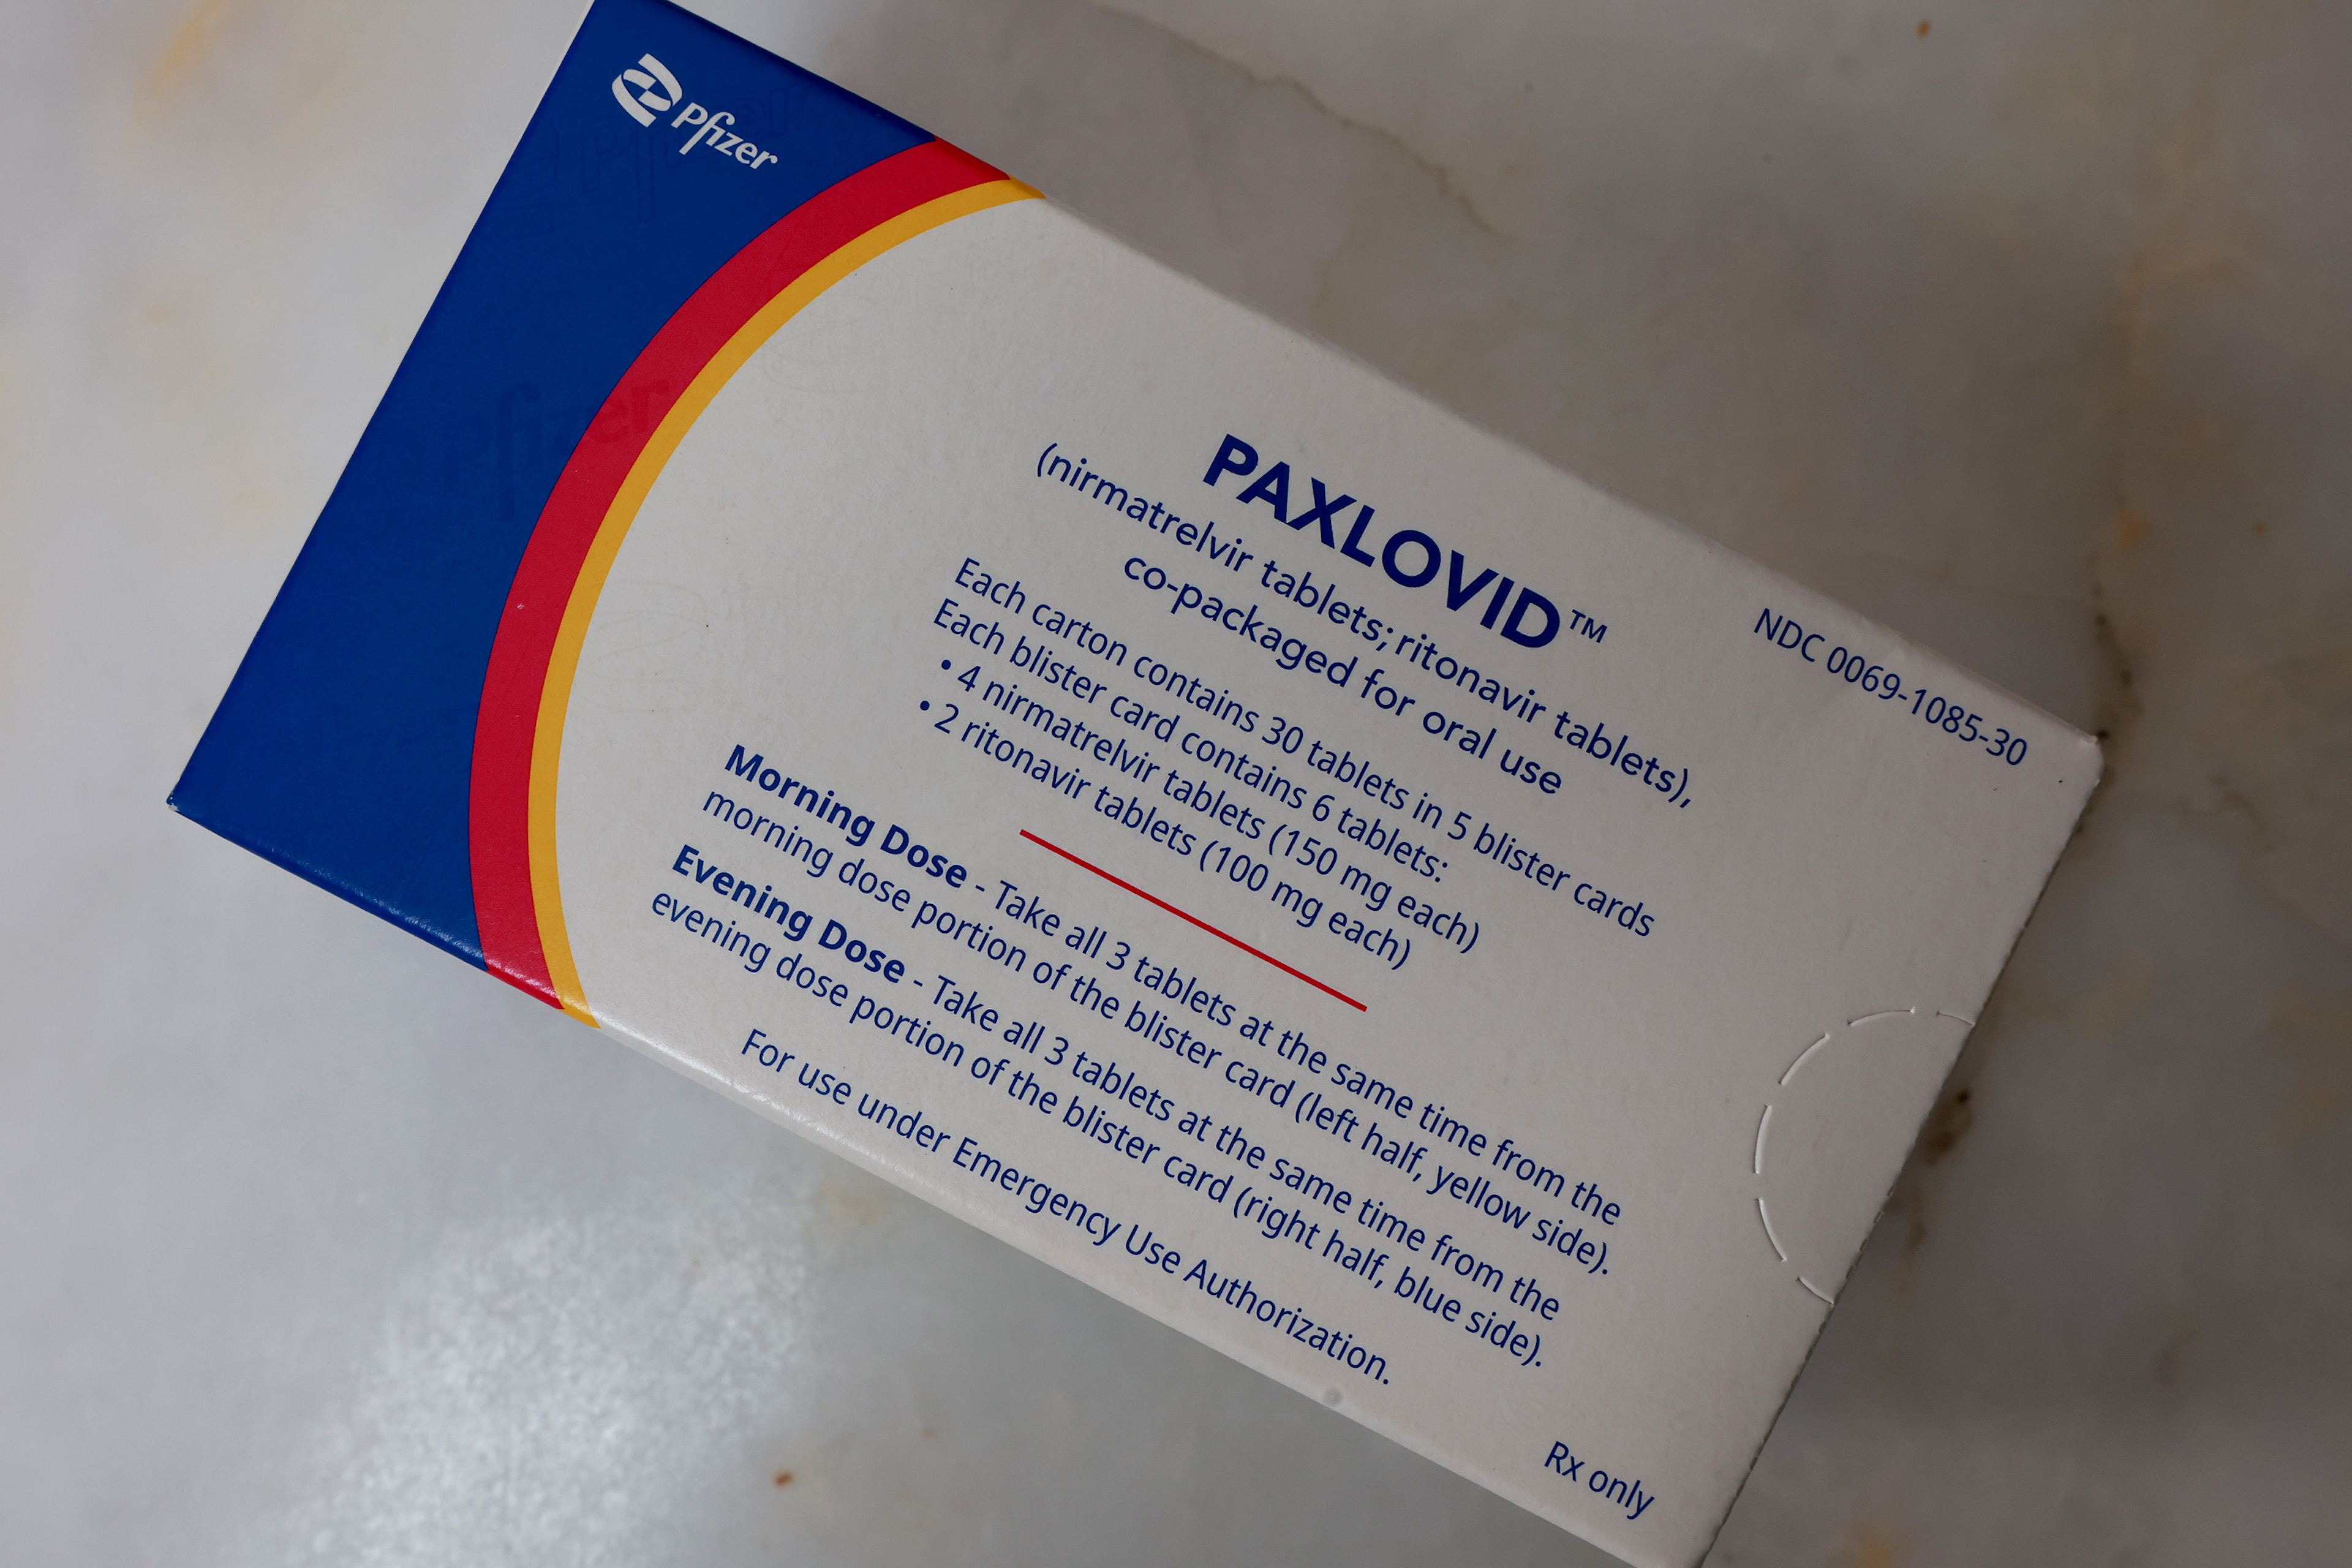 Pfizer
NDC 0069-1085-30
PAXLOVID™
(nirmatrelvir tablets; ritonavir tablets),
co-packaged for oral use
Each carton contains 30 tablets in 5 blister cards
Each blister card contains 6 tablets:
• 4 nirmatrelvir tablets (150 mg each)
• 2 ritonavir tablets (100 mg each)
Morning Dose - Take all 3 tablets at the same time from the
morning dose portion of the blister card (left half, yellow side).
Evening Dose - Take all 3 tablets at the same time from the
evening dose portion of the blister card (right half, blue side).
For use under Emergency Use Authorization.
Rx only
Pfizer